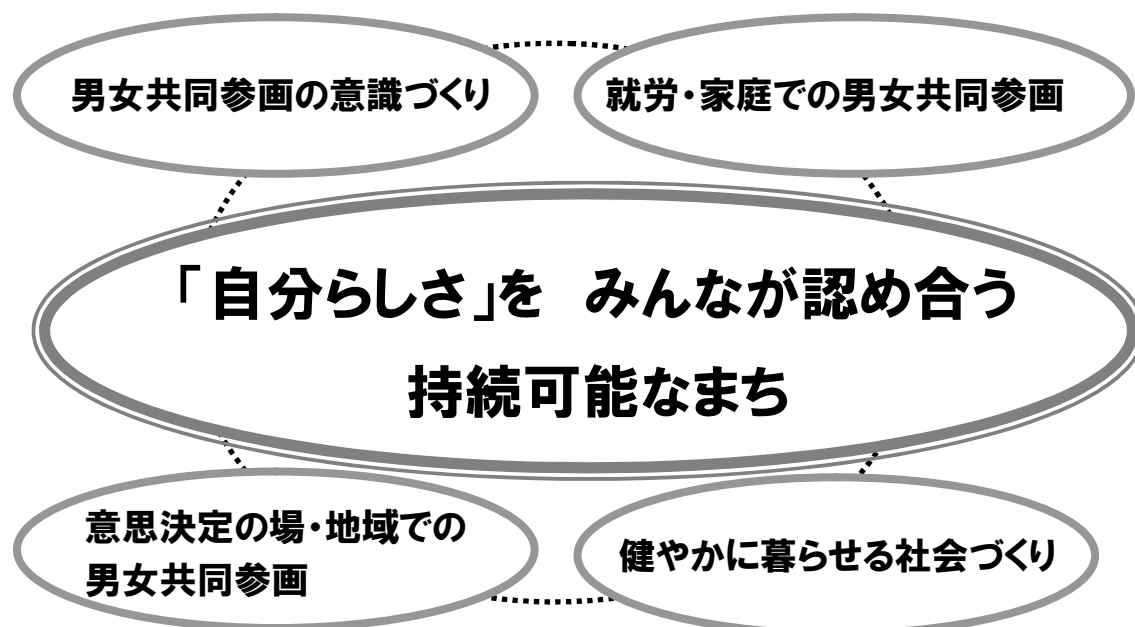 男女共同参画の意識づくり
就労・家庭での男女共同参画
「自分らしさ」を　みんなが認め合う
持続可能なまち
意思決定の場・地域での
男女共同参画
健やかに暮らせる社会づくり